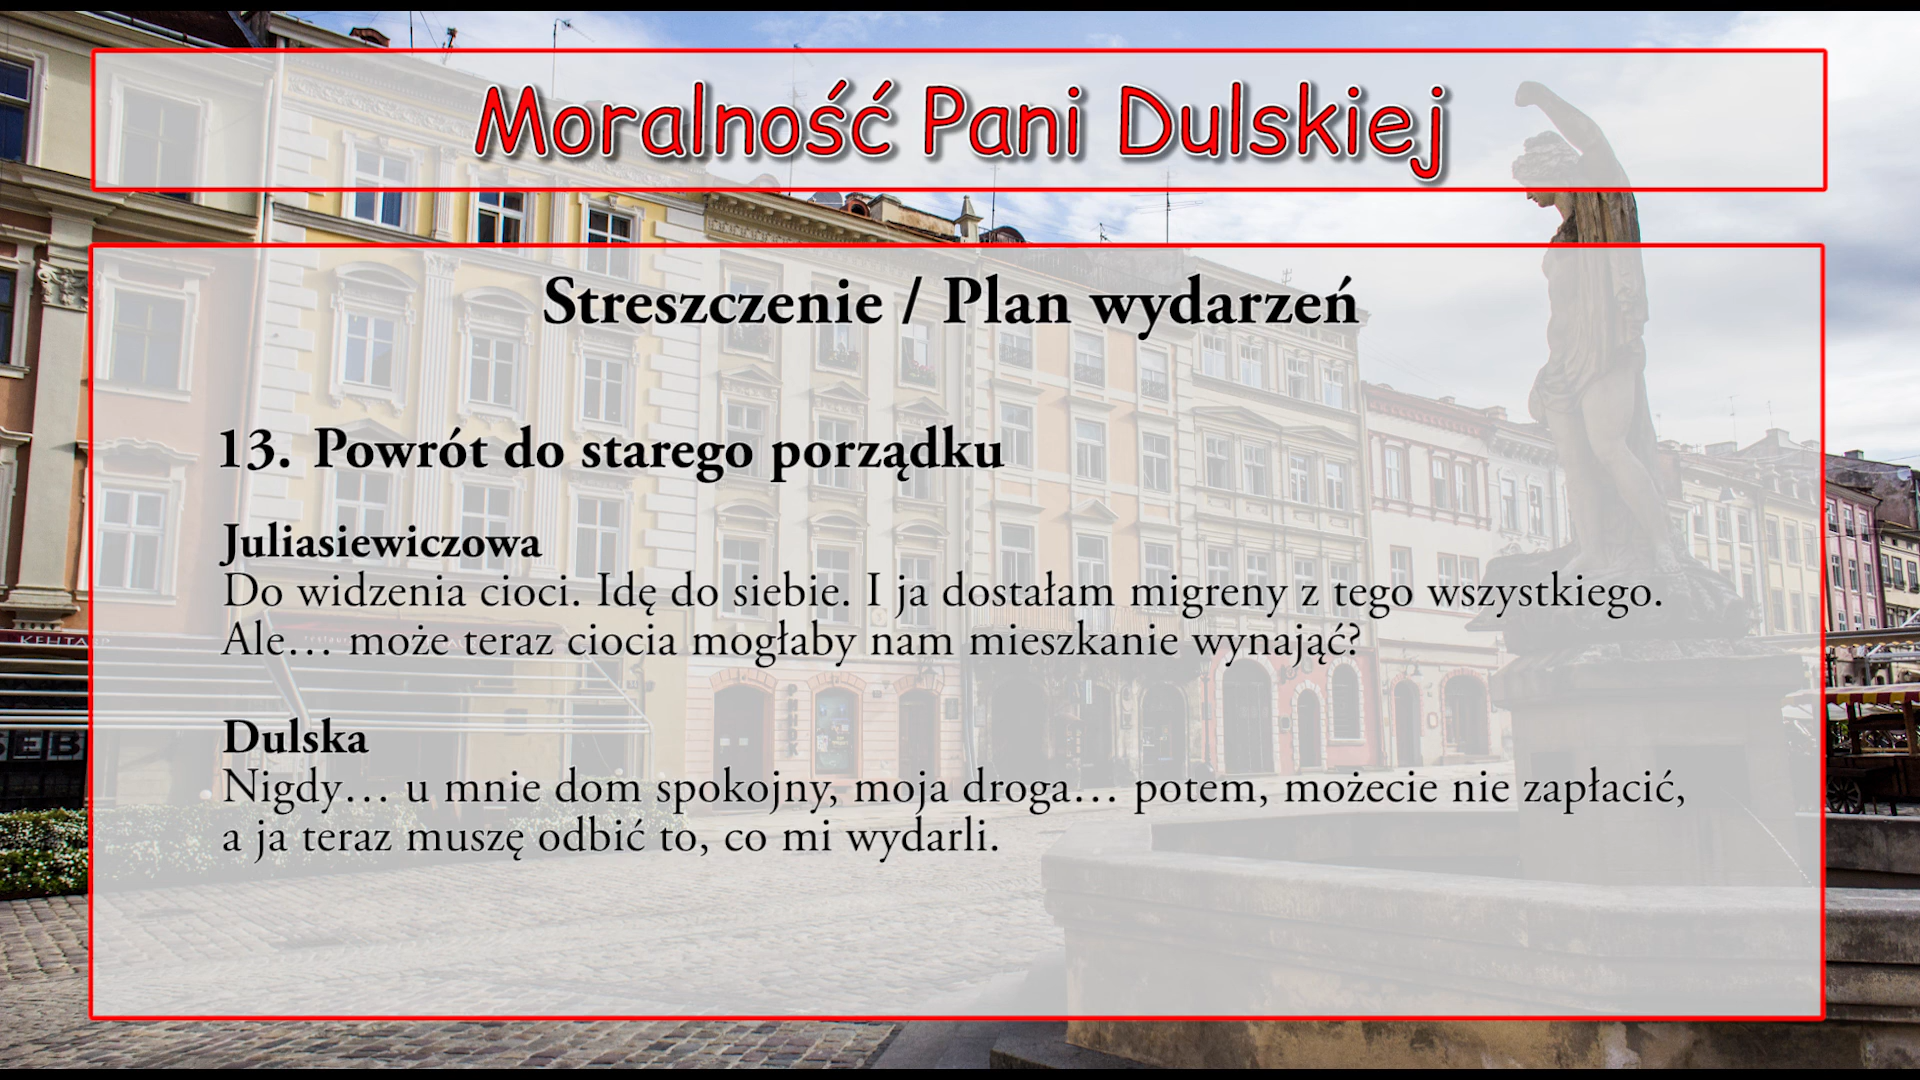 Moralność Pani Dulskiej
Streszczenie / Plan wydarzeń
13. Powrót do starego porządku
Juliasiewiczowa
Do widzenia cioci. Idę do siebie. I ja dostałam migreny z tego wszystkiego.
Ale… może teraz ciocia mogłaby nam mieszkanie wynająć?
Dulska
Nigdy… u mnie dom spokojny, moja droga… potem, możecie nie zapłacić,
a ja teraz muszę odbić to, co mi wydarli.